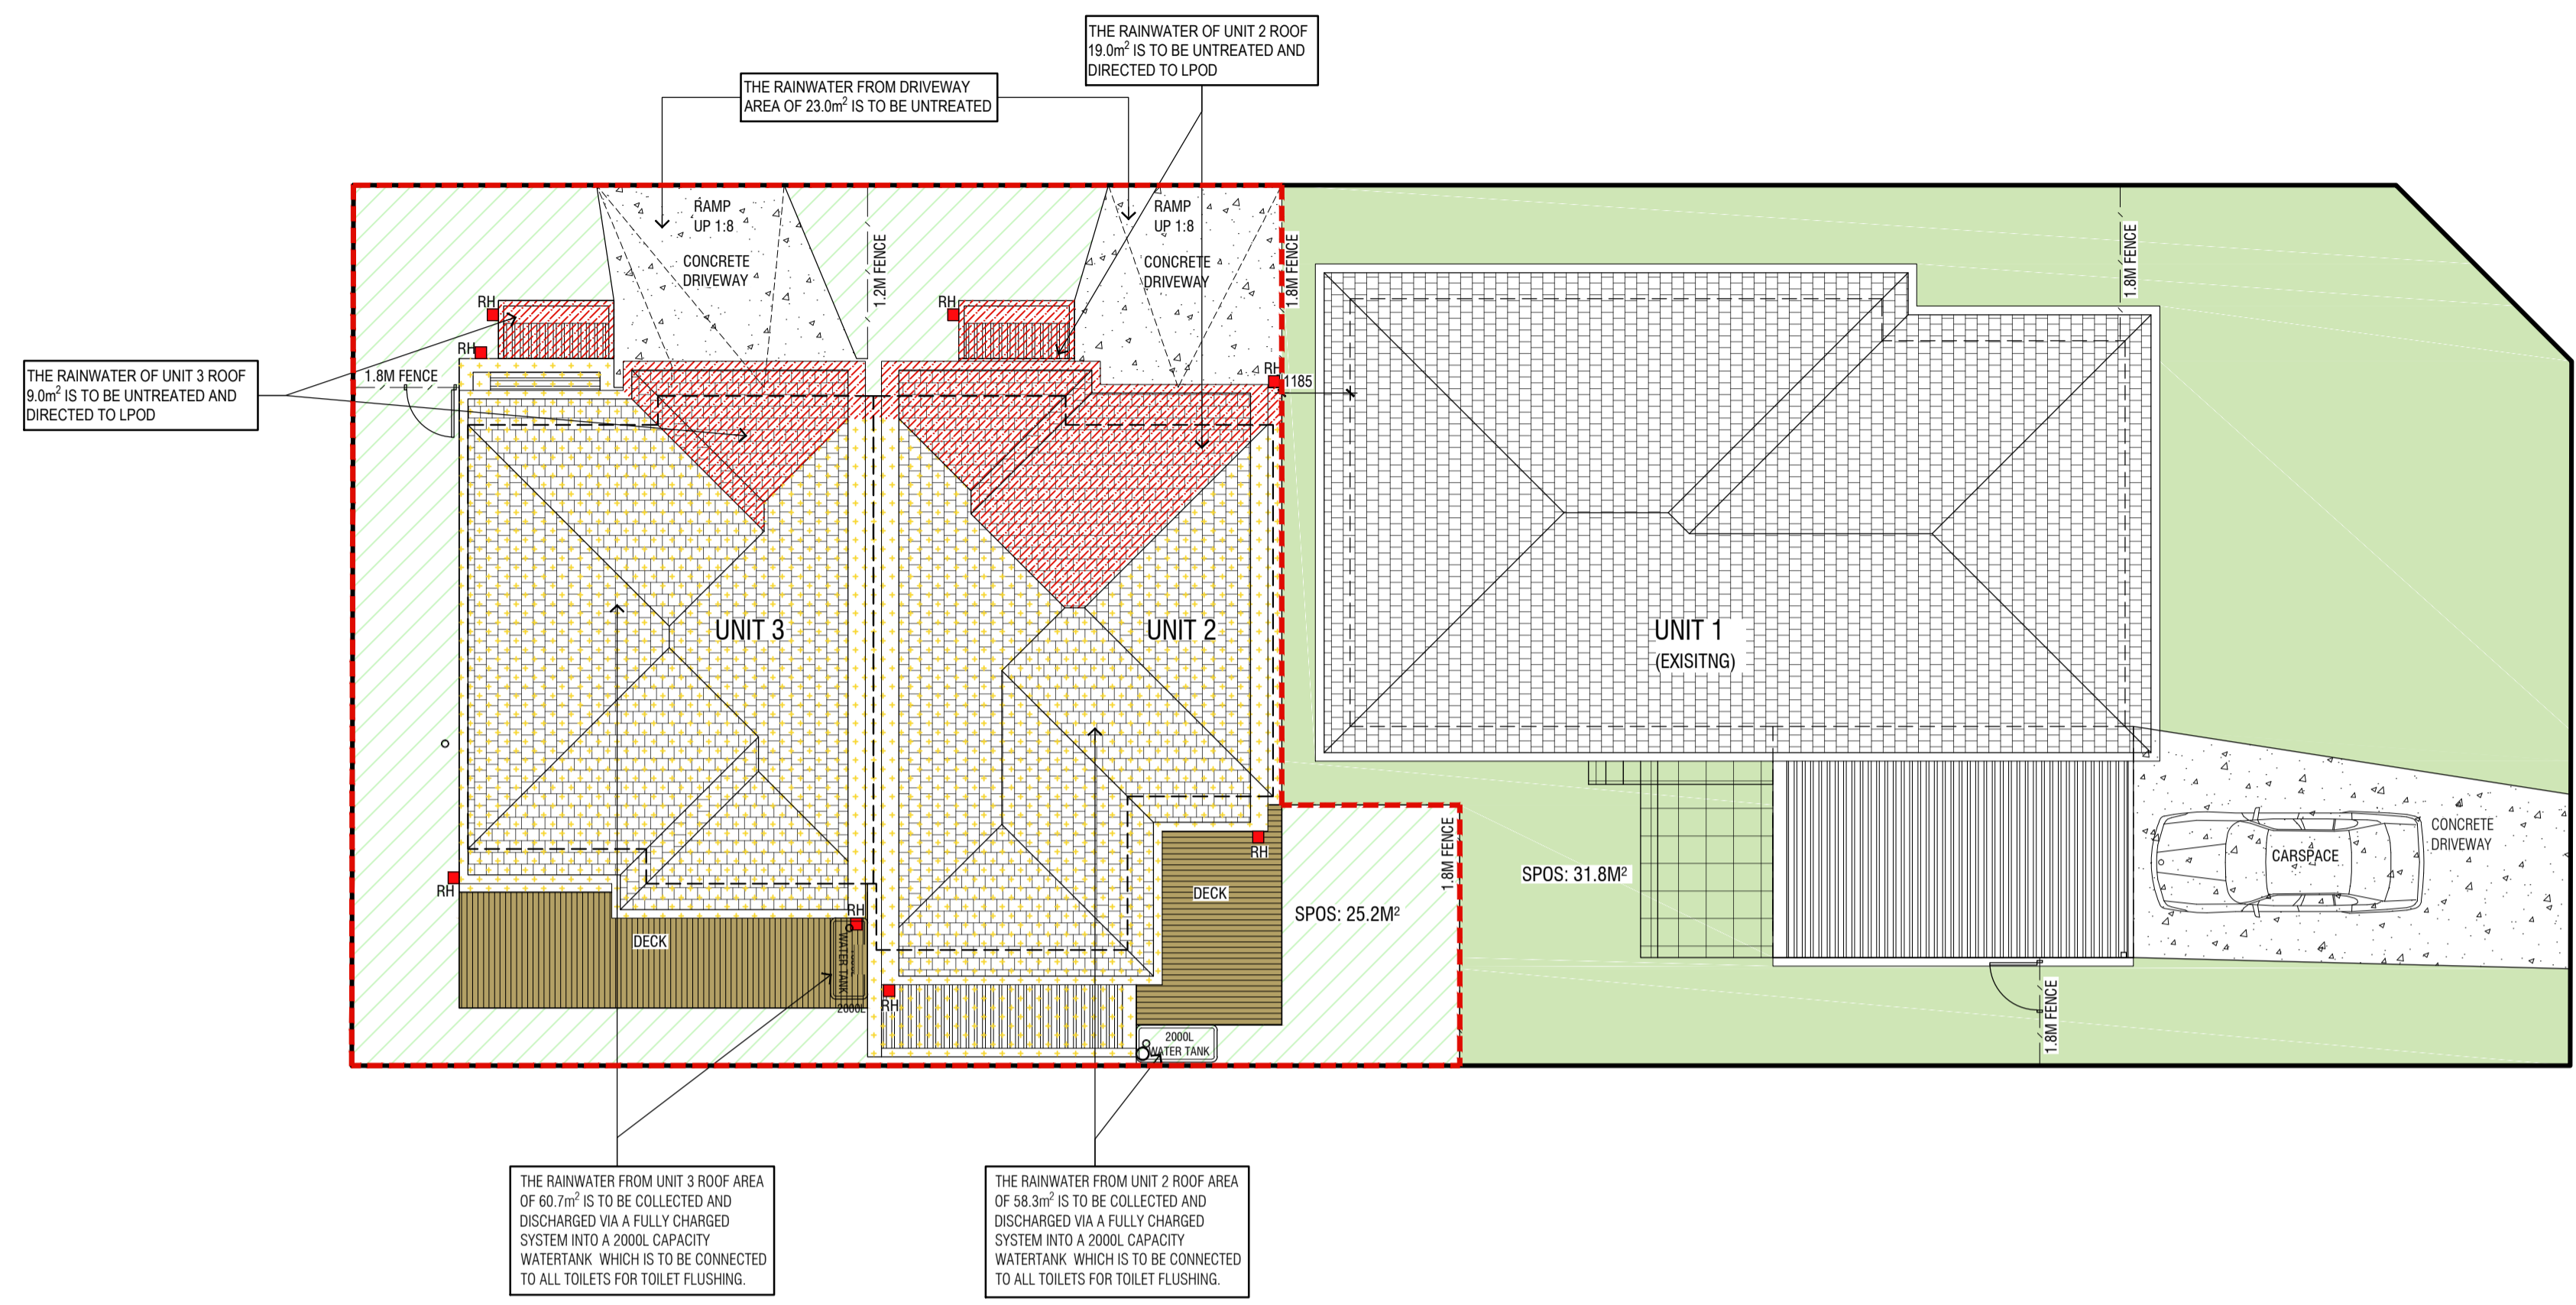 THE RAINWATER OF UNIT 2 ROOF
19.0m² IS TO BE UNTREATED AND
DIRECTED TO LPOD
THE RAINWATER FROM DRIVEWAY
AREA OF 23.0m² IS TO BE UNTREATED
RAMP
UP 1:8
CONCRETE
DRIVEWAY
1.2M FENCE
RAMP
UP 1:8
CONCRETE
DRIVEWAY
1.8M FENCE
1.8M FENCE
RH
RH
RH
RH
1185
1.8M FENCE
THE RAINWATER OF UNIT 3 ROOF
9.0m² IS TO BE UNTREATED AND
DIRECTED TO LPOD
UNIT 3
UNIT 2
UNIT 1
(EXISITNG)
RH
RH
RH
RH
DECK
DECK
WATER TANK
2000L
2000L
WATER TANK
SPOS: 25.2M²
1.8M FENCE
SPOS: 31.8M²
CARSPACE
CONCRETE
DRIVEWAY
1.8M FENCE
THE RAINWATER FROM UNIT 3 ROOF AREA
OF 60.7m² IS TO BE COLLECTED AND
DISCHARGED VIA A FULLY CHARGED
SYSTEM INTO A 2000L CAPACITY
WATERTANK WHICH IS TO BE CONNECTED
TO ALL TOILETS FOR TOILET FLUSHING.
THE RAINWATER FROM UNIT 2 ROOF AREA
OF 58.3m² IS TO BE COLLECTED AND
DISCHARGED VIA A FULLY CHARGED
SYSTEM INTO A 2000L CAPACITY
WATERTANK WHICH IS TO BE CONNECTED
TO ALL TOILETS FOR TOILET FLUSHING.